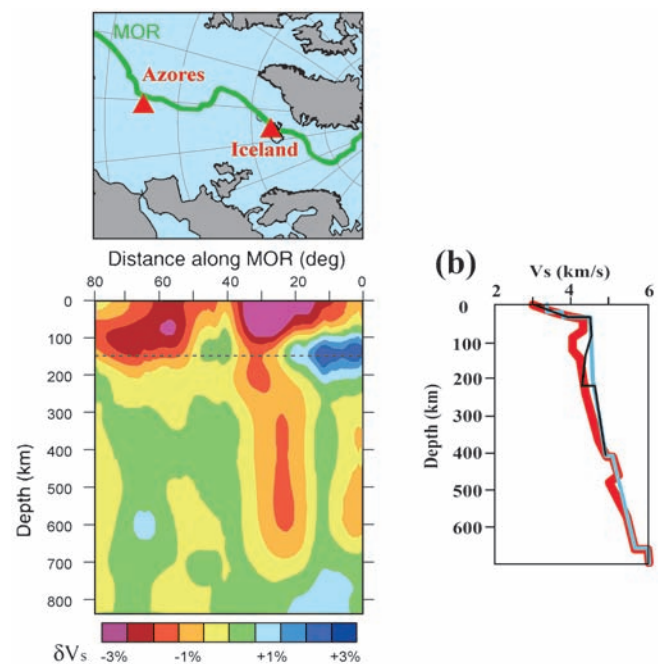 MOR
Azores
Iceland
Distance along MOR (deg)
80 60 40 20 0
0
100
200
300
400
500
600
700
800
Depth (km)
δVs -3% -1% +1% +3%
(b)
Vs (km/s)
2 4 6
0
100
200
300
400
500
600
Depth (km)